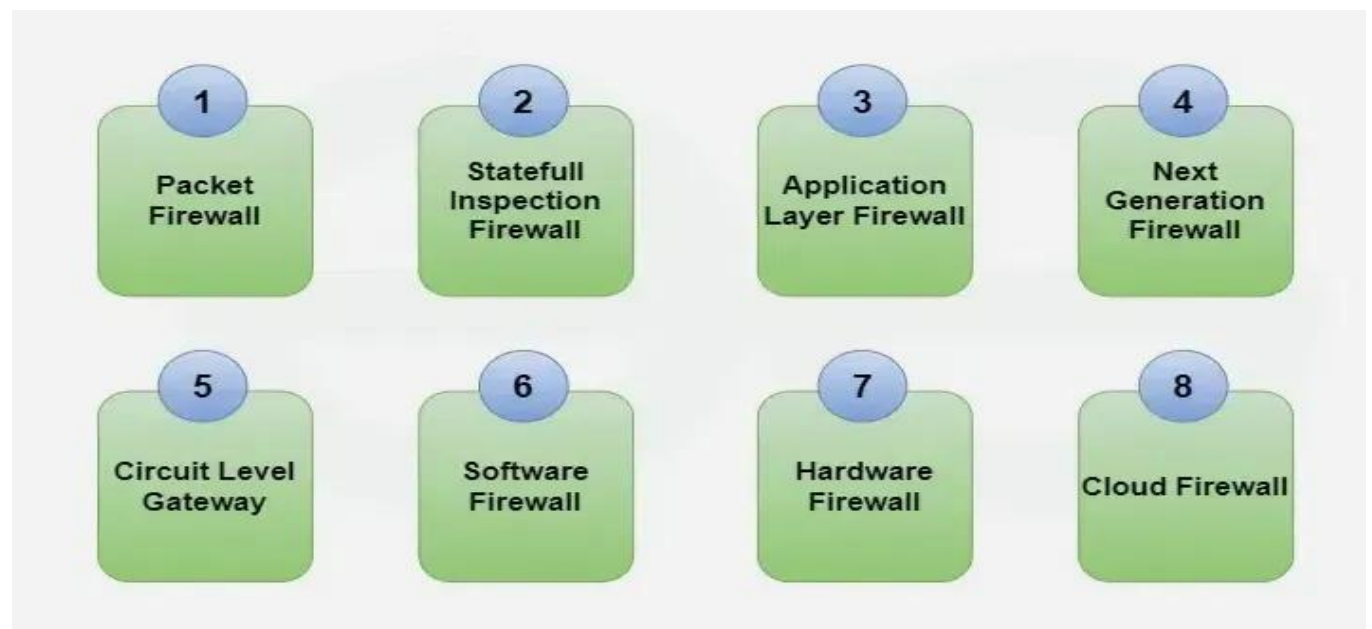 1
Packet
Firewall
2
Statefull
Inspection
Firewall
3
Application
Layer Firewall
4
Next
Generation
Firewall
5
Circuit Level
Gateway
6
Software
Firewall
7
Hardware
Firewall
8
Cloud Firewall